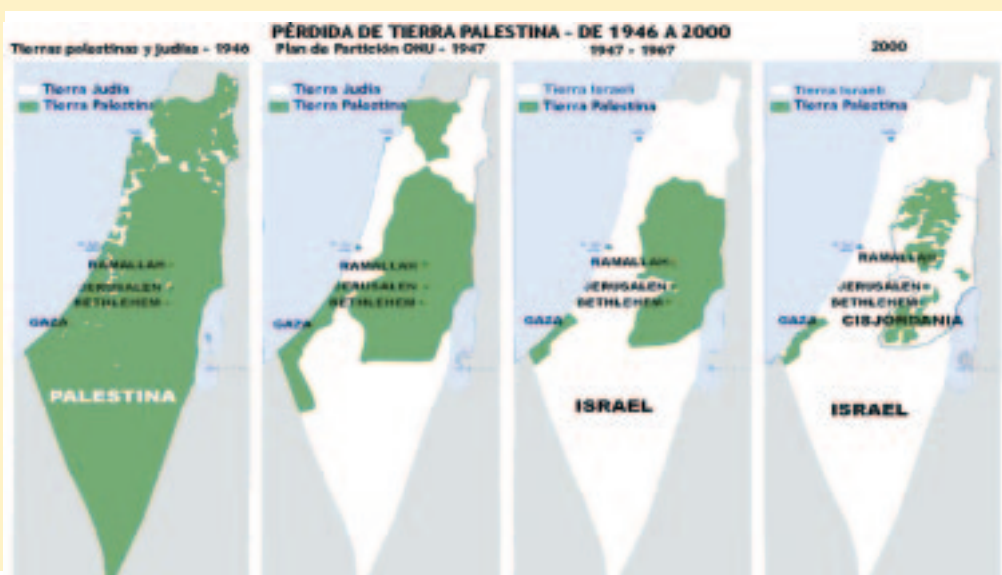 PÉRDIDA DE TIERRA PALESTINA - DE 1946 A 2000
Tierras palestinas y judías - 1946
Tierra Judía
Tierra Palestina
RAMALLAH
JERUSALEN
BETHLEHEM
GAZA
PALESTINA
Plan de Partición ONU - 1947
Tierra Judía
Tierra Palestina
RAMALLAH
JERUSALEN
BETHLEHEM
GAZA
1947 - 1967
Tierra Israelí
Tierra Palestina
RAMALLAH
JERUSALEN
BETHLEHEM
GAZA
ISRAEL
2000
Tierra Israelí
Tierra Palestina
RAMALLAH
JERUSALEN
BETHLEHEM
GAZA
CISJORDANIA
ISRAEL